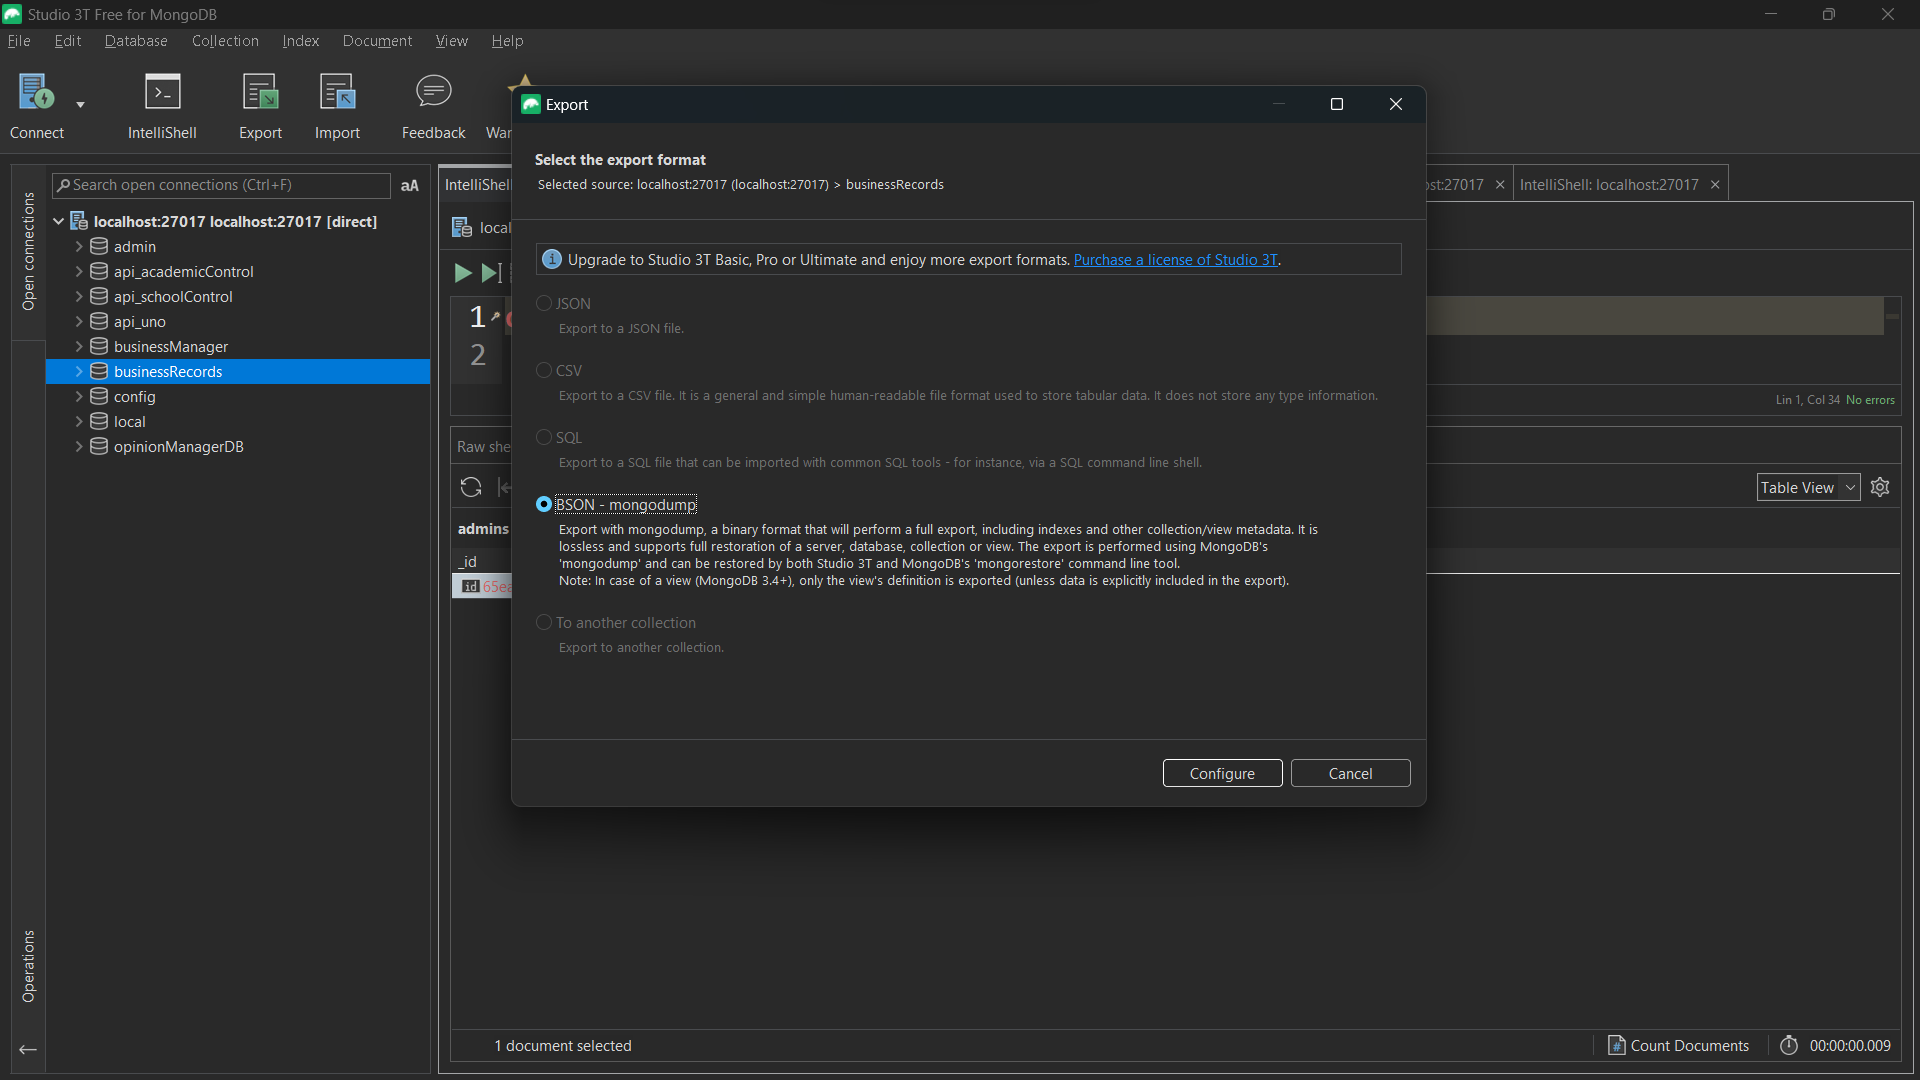 Studio 3T Free for MongoDB
File Edit Database Collection Index Document View Help
Connect IntelliShell Export Import Feedback
Export
Select the export format
Selected source: localhost:27017 (localhost:27017) > businessRecords
Open connections
Search open connections (Ctrl+F) aA
localhost:27017 localhost:27017 [direct]
admin
api_academicControl
api_schoolControl
api_uno
businessManager
businessRecords
config
local
opinionManagerDB
IntelliShell: localhost:27017
Upgrade to Studio 3T Basic, Pro or Ultimate and enjoy more export formats. Purchase a license of Studio 3T.
JSON
Export to a JSON file.
CSV
Export to a CSV file. It is a general and simple human-readable file format used to store tabular data. It does not store any type information.
SQL
Export to a SQL file that can be imported with common SQL tools - for instance, via a SQL command line shell.
BSON - mongodump
Export with mongodump, a binary format that will perform a full export, including indexes and other collection/view metadata. It is
lossless and supports full restoration of a server, database, collection or view. The export is performed using MongoDB's
'mongodump' and can be restored by both Studio 3T and MongoDB's 'mongorestore' command line tool.
Note: In case of a view (MongoDB 3.4+), only the view's definition is exported (unless data is explicitly included in the export).
To another collection
Export to another collection.
Configure Cancel
1
2
Lin 1, Col 34 No errors
Raw she
Table View
admins
_id
id 65ea
Operations
1 document selected
# Count Documents 00:00:00.009